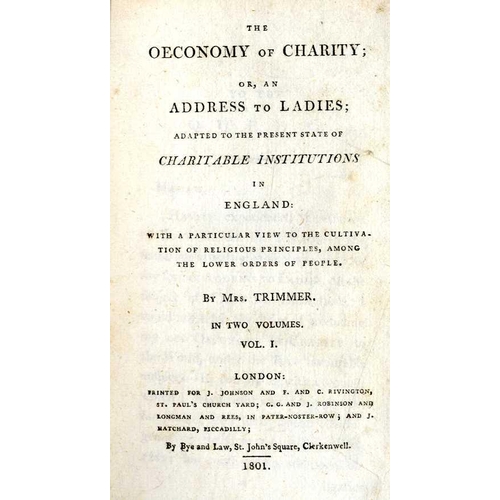 THE
OECONOMY OF CHARITY;
OR, AN
ADDRESS TO LADIES;
ADAPTED TO THE PRESENT STATE OF
CHARITABLE INSTITUTIONS
IN
ENGLAND:
WITH A PARTICULAR VIEW TO THE CULTIVA-
TION OF RELIGIOUS PRINCIPLES, AMONG
THE LOWER ORDERS OF PEOPLE.
BY MRS. TRIMMER.
IN TWO VOLUMES.
VOL. I.
LONDON:
PRINTED FOR J. JOHNSON AND F. AND C. RIVINGTON,
ST. PAUL'S CHURCH YARD; G. G. AND J. ROBINSON AND
LONGMAN AND REES, IN PATER-NOSTER-ROW; AND J.
HATCHARD, PICCADILLY;
By Bye and Law, St. John's Square, Clerkenwell.
1801.